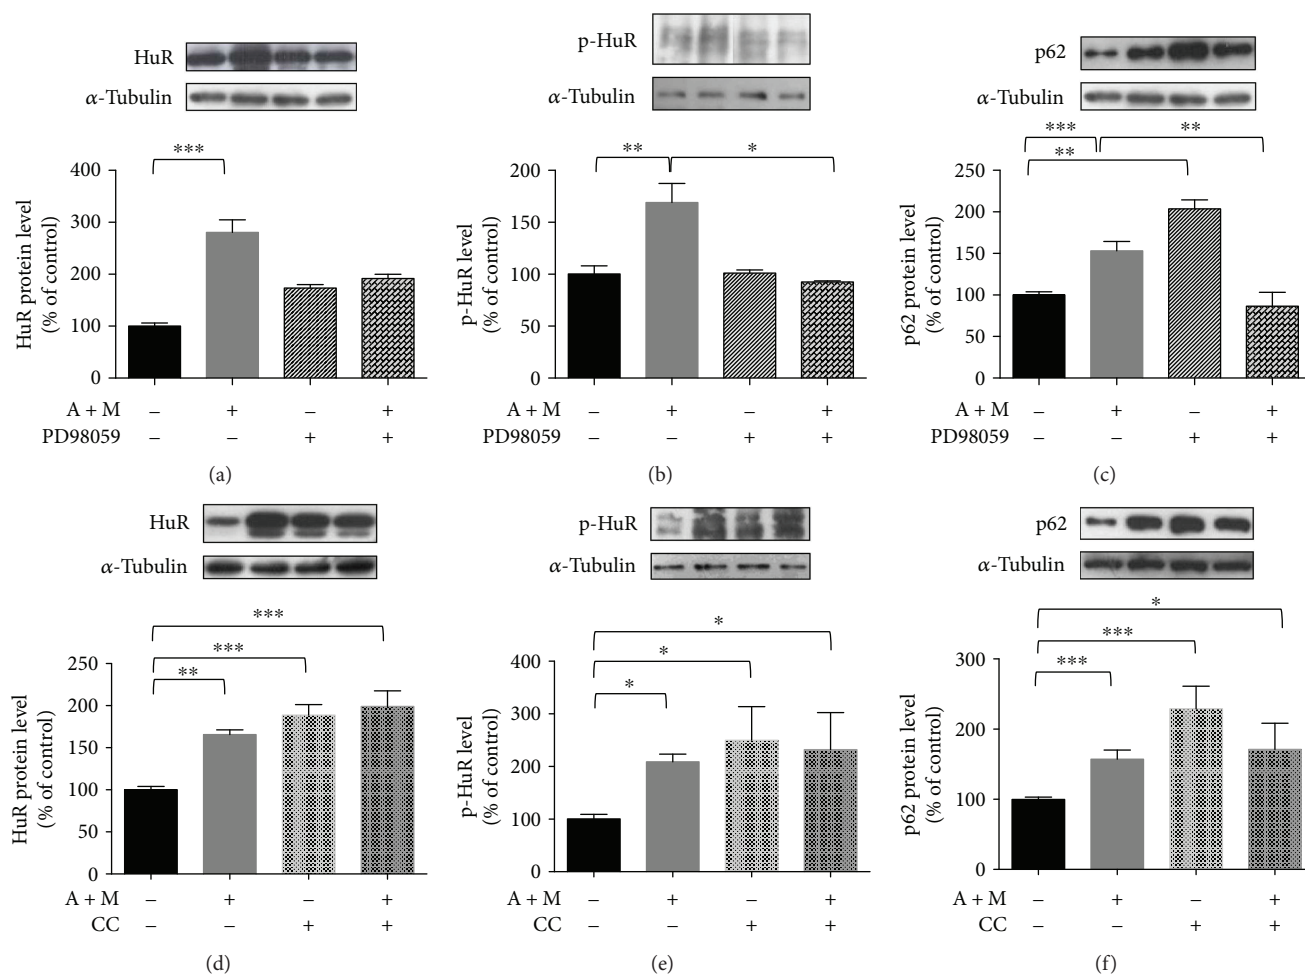 HuR
α-Tubulin
***
400
300
200
100
0
HuR protein level
(% of control)
A + M – + – +
PD98059 – – + +
(a)
p-HuR
α-Tubulin
** *
200
150
100
50
0
p-HuR level
(% of control)
A + M – + – +
PD98059 – – + +
(b)
p62
α-Tubulin
*** **
**
250
200
150
100
50
0
p62 protein level
(% of control)
A + M – + – +
PD98059 – – + +
(c)
HuR
α-Tubulin
***
***
**
250
200
150
100
50
0
HuR protein level
(% of control)
A + M – + – +
CC – – + +
(d)
p-HuR
α-Tubulin
*
*
*
400
300
200
100
0
p-HuR level
(% of control)
A + M – + – +
CC – – + +
(e)
p62
α-Tubulin
*
***
***
300
200
100
0
p62 protein level
(% of control)
A + M – + – +
CC – – + +
(f)